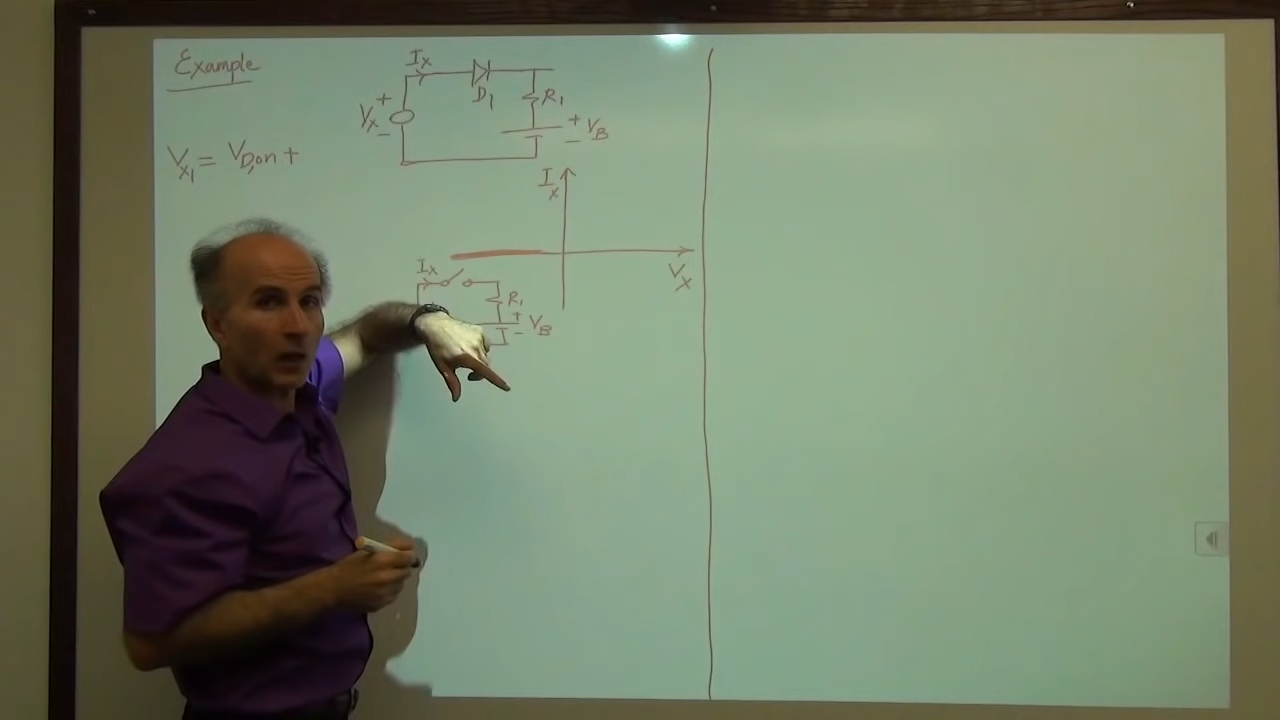 Example
Ix
D1
R1
Vx
+
-
+
-
VB
Vx1 = VD,on +
Ix
Vx
Ix
R1
+
-
VB